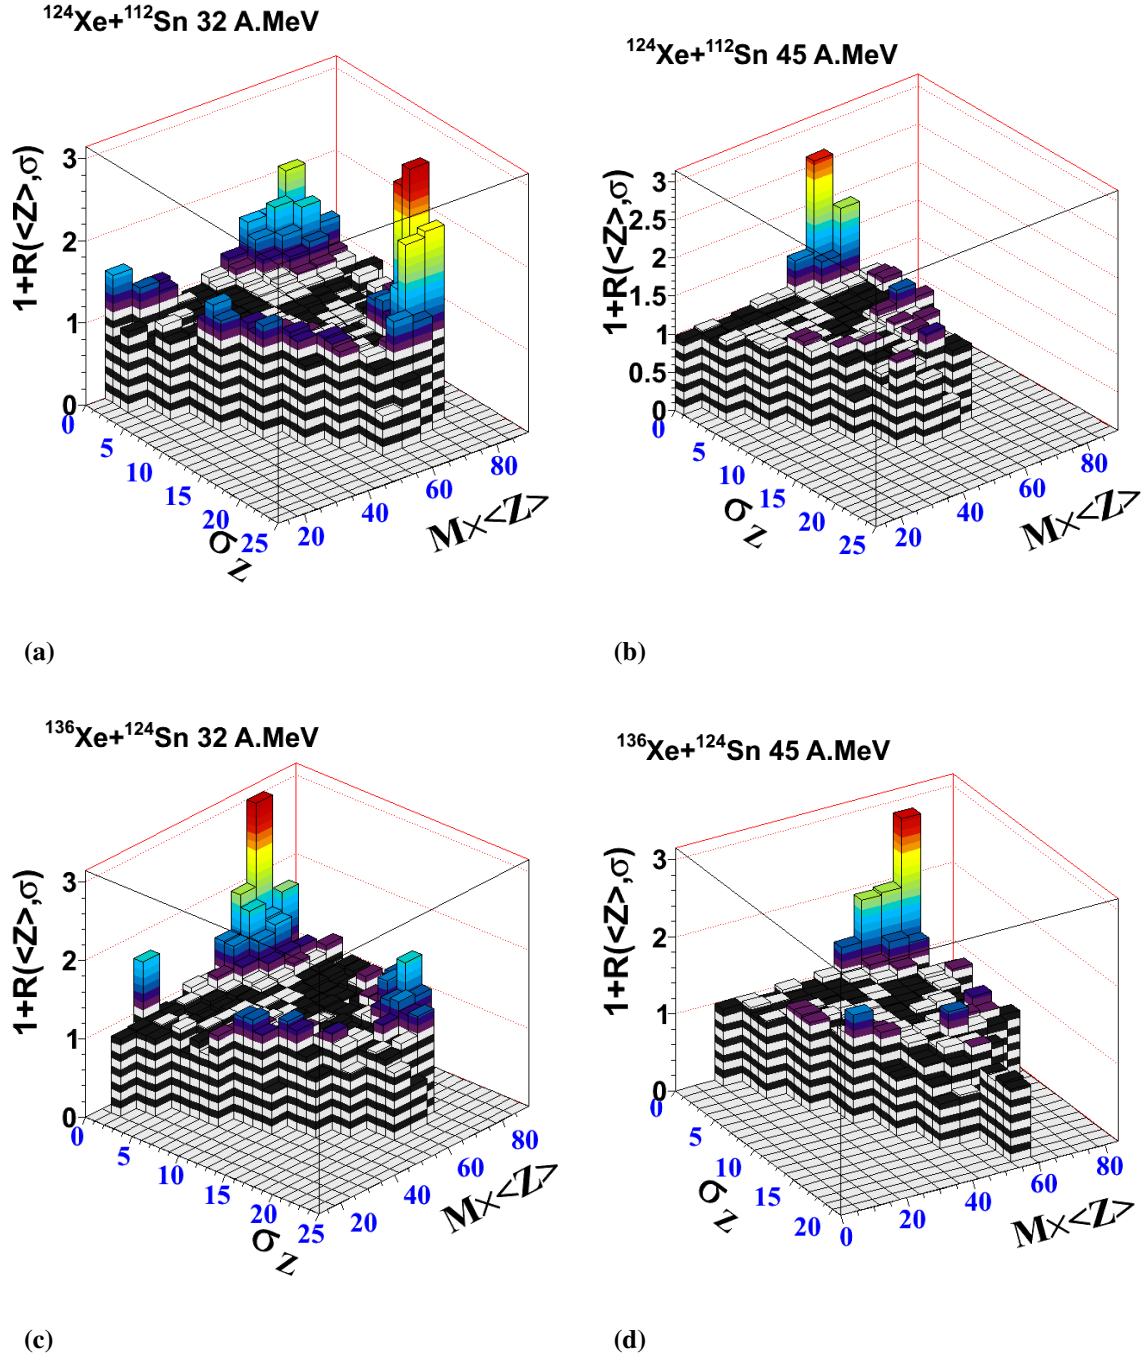 ¹²⁴Xe+¹¹²Sn 32 A.MeV
1+R(<Z>,σ)
3
2
1
0
0
5
10
15
20
25
σZ
20
40
60
80
M×<Z>
(a)
¹²⁴Xe+¹¹²Sn 45 A.MeV
1+R(<Z>,σ)
3
2.5
2
1.5
1
0.5
0
0
5
10
15
20
25
σZ
20
40
60
80
M×<Z>
(b)
¹³⁶Xe+¹²⁴Sn 32 A.MeV
1+R(<Z>,σ)
3
2
1
0
0
5
10
15
20
25
σZ
20
40
60
80
M×<Z>
(c)
¹³⁶Xe+¹²⁴Sn 45 A.MeV
1+R(<Z>,σ)
3
2
1
0
0
5
10
15
20
σZ
0
20
40
60
80
M×<Z>
(d)